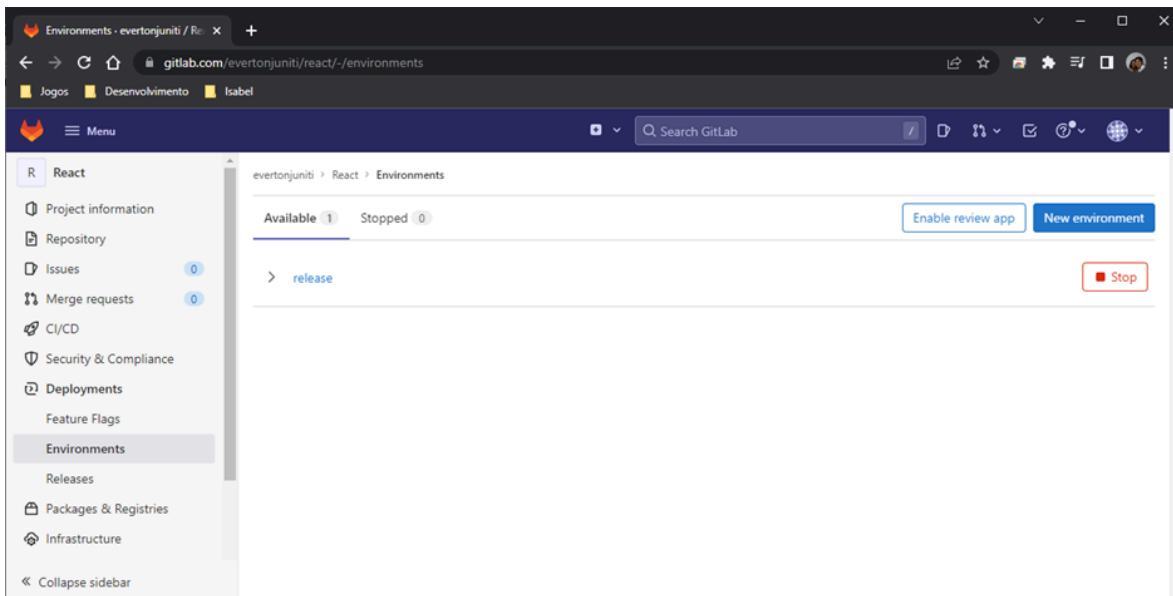 Environments · evertonjuniti / Re
gitlab.com/evertonjuniti/react/-/environments
Jogos Desenvolvimento Isabel
Menu Search GitLab /
R React
evertonjuniti > React > Environments
Project information
Available 1 Stopped 0 Enable review app New environment
Repository
Issues 0
release Stop
Merge requests 0
CI/CD
Security & Compliance
Deployments
Feature Flags
Environments
Releases
Packages & Registries
Infrastructure
Collapse sidebar